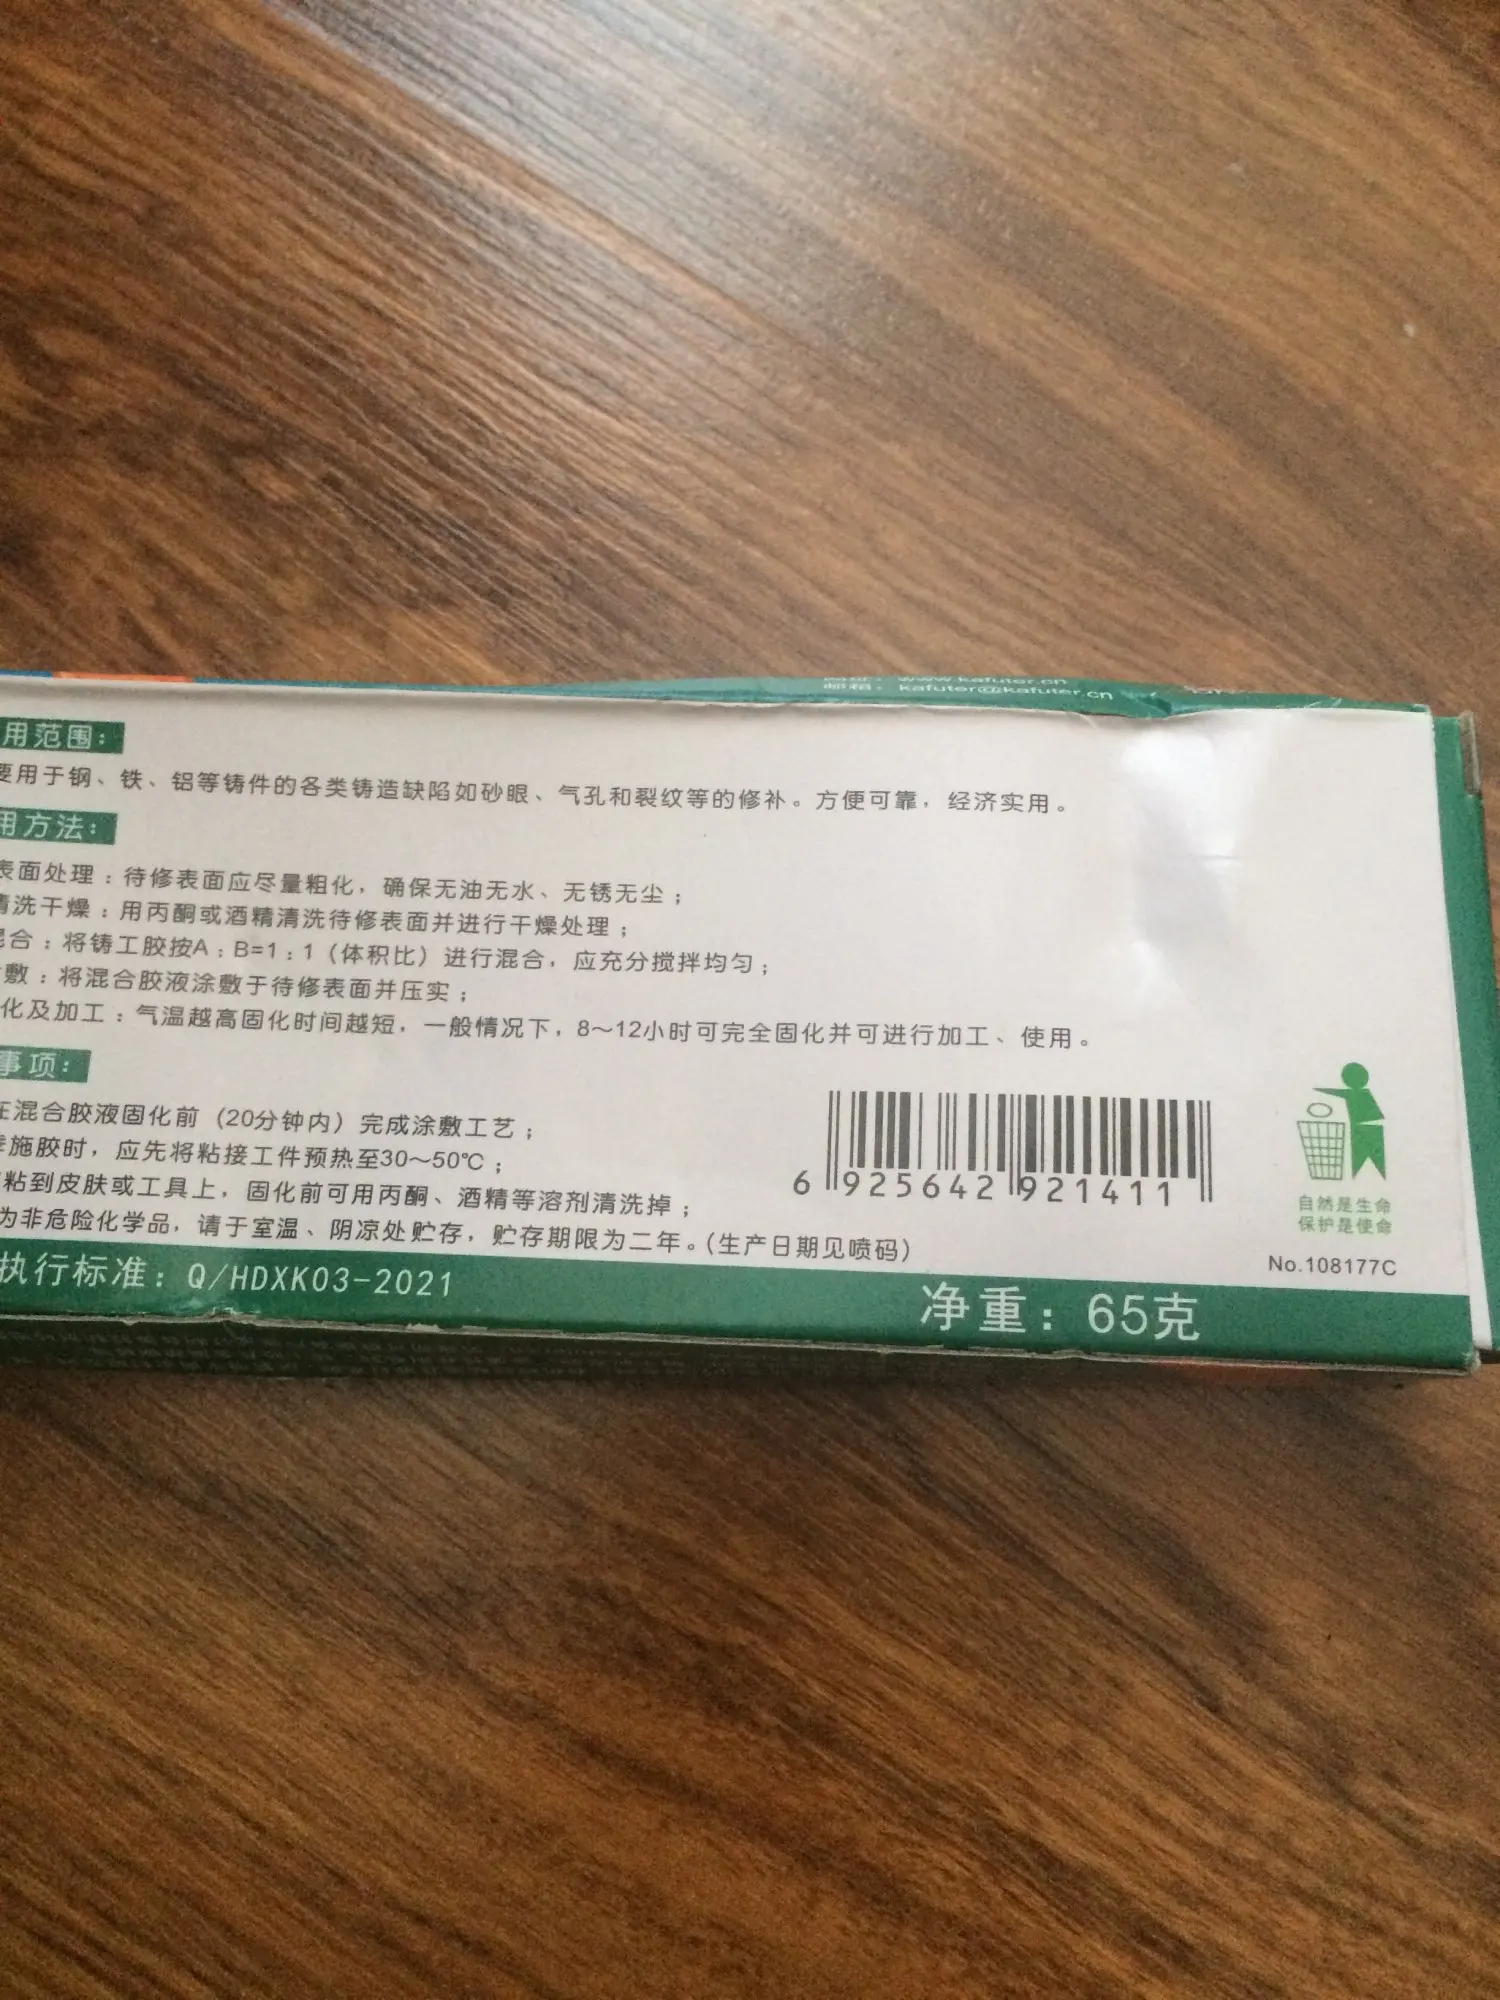 邮箱：kafuter@kafuter.cn
用范围：
要用于钢、铁、铝等铸件的各类铸造缺陷如砂眼、气孔和裂纹等的修补。方便可靠，经济实用。
用方法：
表面处理：待修表面应尽量粗化，确保无油无水、无锈无尘；
清洗干燥：用丙酮或酒精清洗待修表面并进行干燥处理；
混合：将铸工胶按A：B=1：1（体积比）进行混合，应充分搅拌均匀；
敷：将混合胶液涂敷于待修表面并压实；
化及加工：气温越高固化时间越短，一般情况下，8～12小时可完全固化并可进行加工、使用。
事项：
在混合胶液固化前（20分钟内）完成涂敷工艺；
施胶时，应先将粘接工件预热至30～50℃；
粘到皮肤或工具上，固化前可用丙酮、酒精等溶剂清洗掉；
为非危险化学品，请于室温、阴凉处贮存，贮存期限为二年。（生产日期见喷码）
6 925642 921411
自然是生命
保护是使命
No.108177C
执行标准：Q/HDXK03-2021
净重：65克